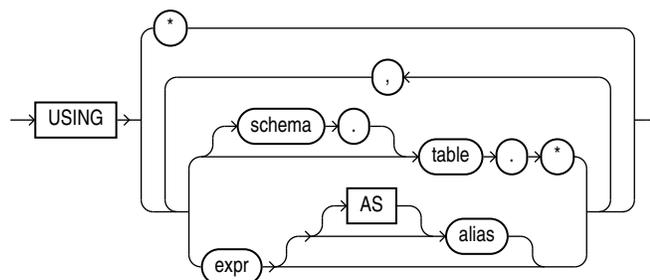 *
,
USING
schema .
table . *
AS
alias
expr